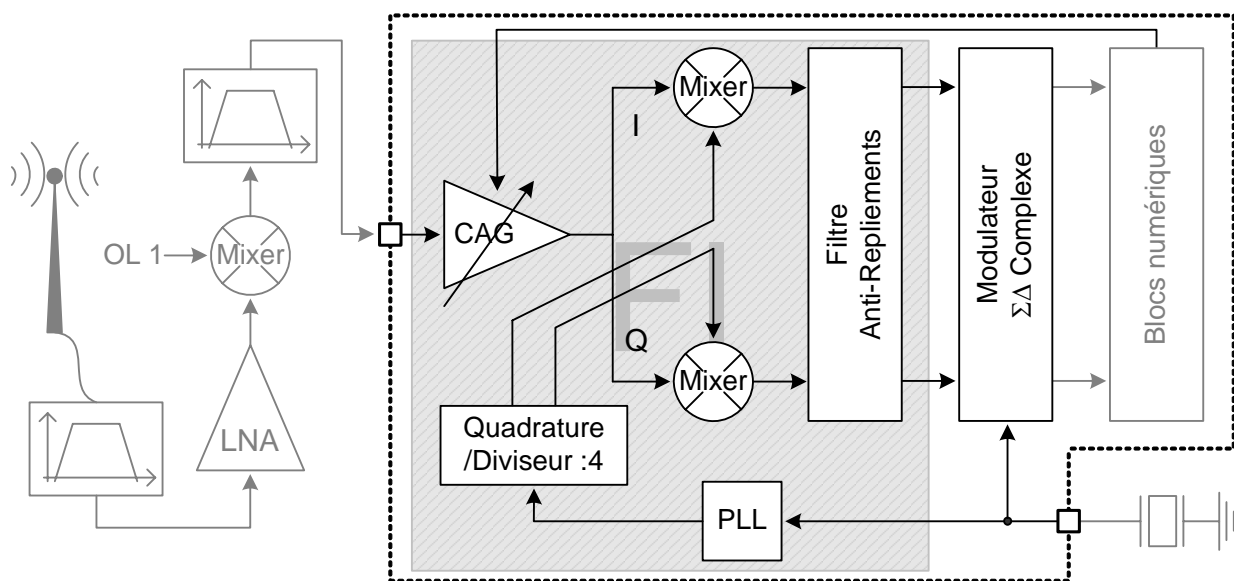 OL 1
Mixer
LNA
CAG
I
Q
FI
Mixer
Mixer
Quadrature
/Diviseur :4
PLL
Filtre
Anti-Repliements
Modulateur
ΣΔ Complexe
Blocs numériques